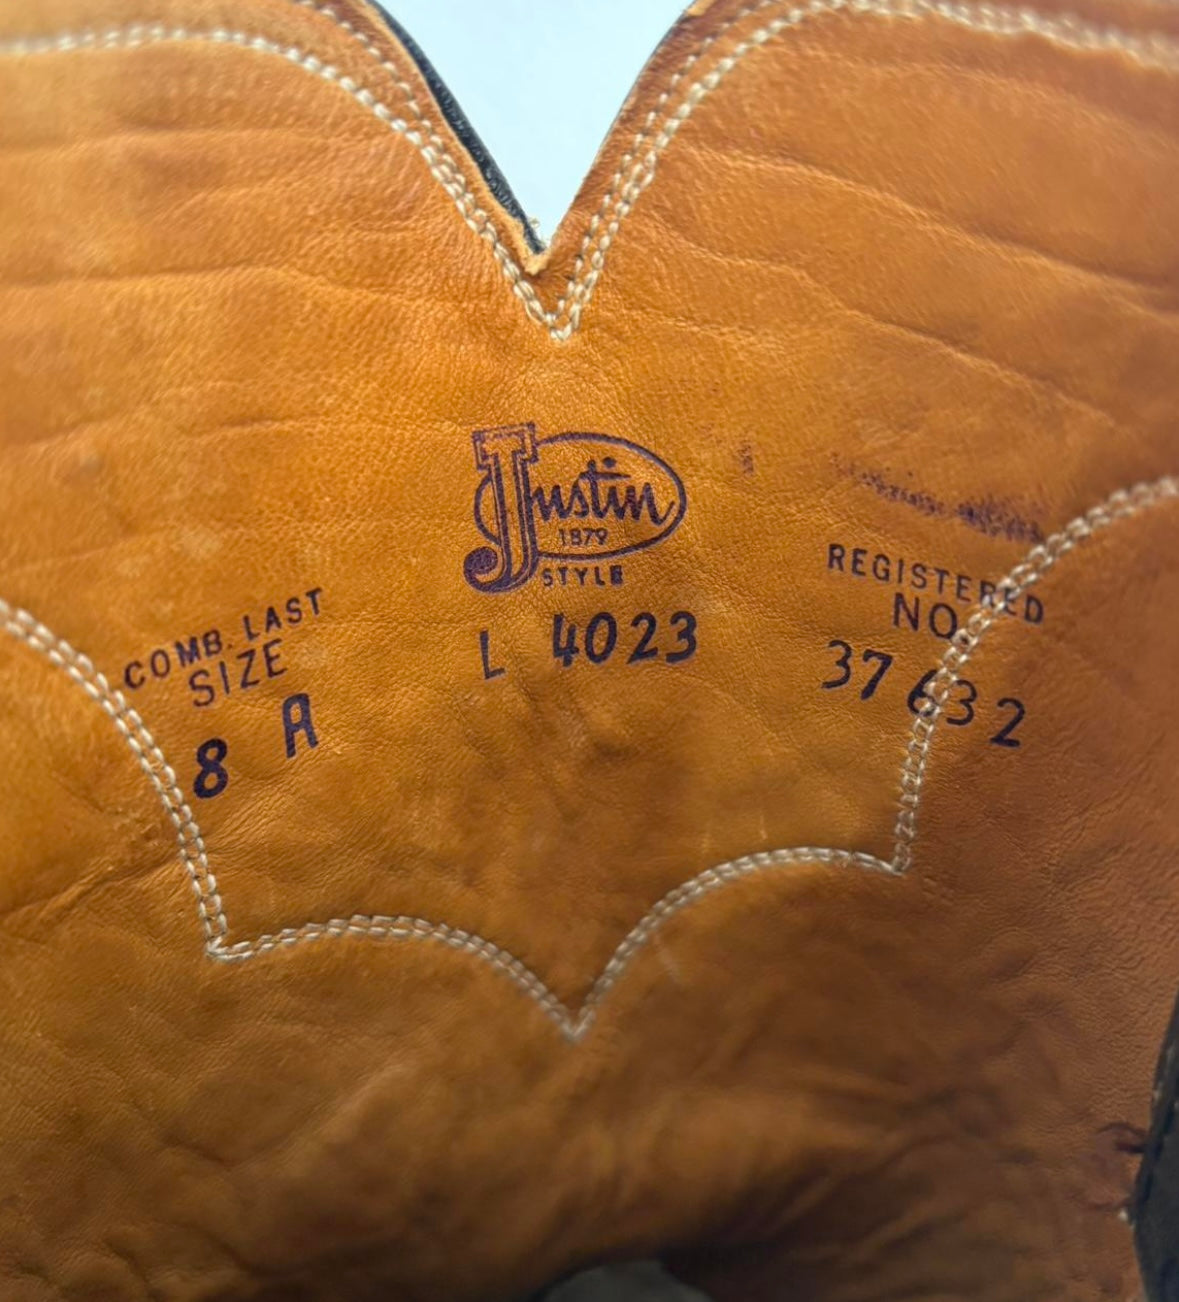 Justin
1879
STYLE
L 4023
COMB. LAST
SIZE
8 A
REGISTERED
NO.
37632